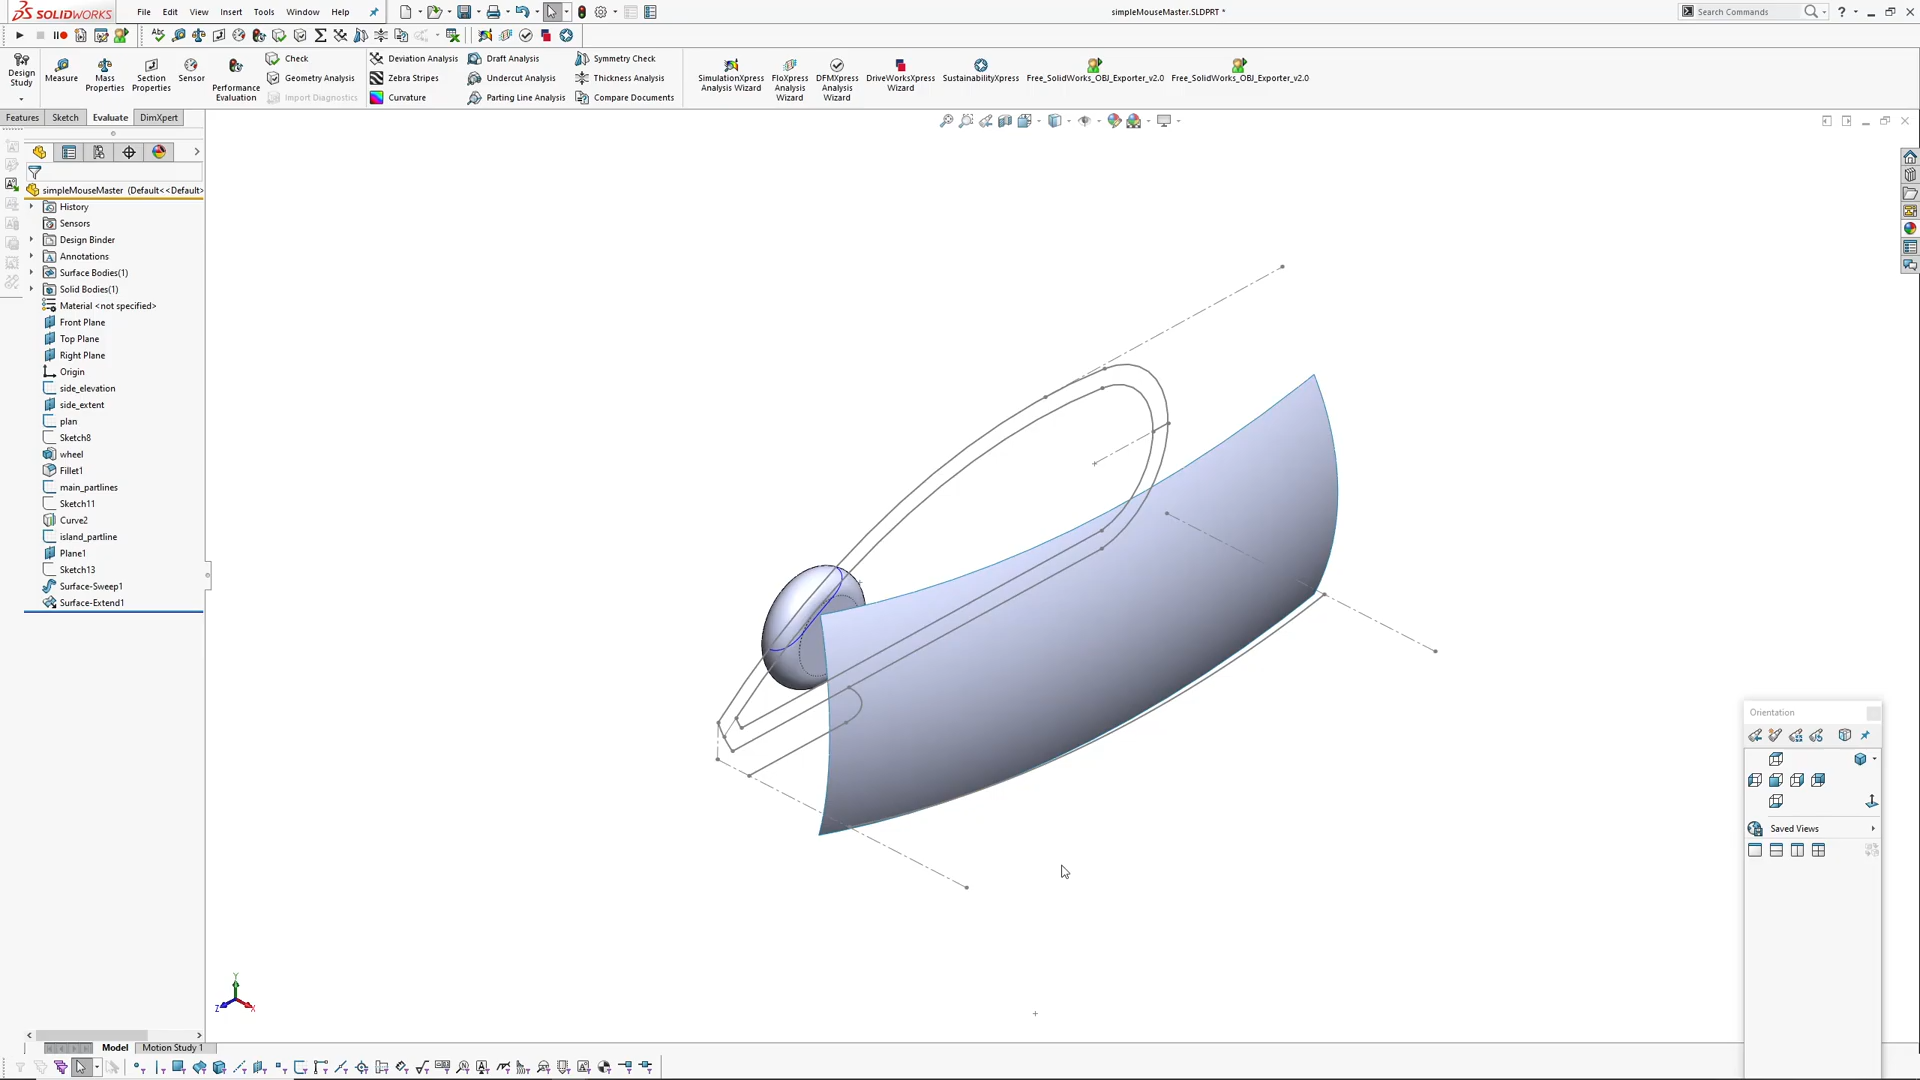 SOLIDWORKS File Edit View Insert Tools Window Help simpleMouseMaster.SLDPRT * Search Commands
Design Study
Measure
Mass Properties
Section Properties
Sensor
Performance Evaluation
Check
Geometry Analysis
Import Diagnostics
Deviation Analysis
Zebra Stripes
Curvature
Draft Analysis
Undercut Analysis
Parting Line Analysis
Symmetry Check
Thickness Analysis
Compare Documents
SimulationXpress Analysis Wizard
FloXpress Analysis Wizard
DFMXpress Analysis Wizard
DriveWorksXpress Wizard
SustainabilityXpress
Free_SolidWorks_OBJ_Exporter_v2.0
Free_SolidWorks_OBJ_Exporter_v2.0
Features Sketch Evaluate DimXpert
simpleMouseMaster (Default<<Default>
History
Sensors
Design Binder
Annotations
Surface Bodies(1)
Solid Bodies(1)
Material <not specified>
Front Plane
Top Plane
Right Plane
Origin
side_elevation
side_extent
plan
Sketch8
wheel
Fillet1
main_partlines
Sketch11
Curve2
island_partline
Plane1
Sketch13
Surface-Sweep1
Surface-Extend1
Orientation
Saved Views
Y
Z
X
Model Motion Study 1